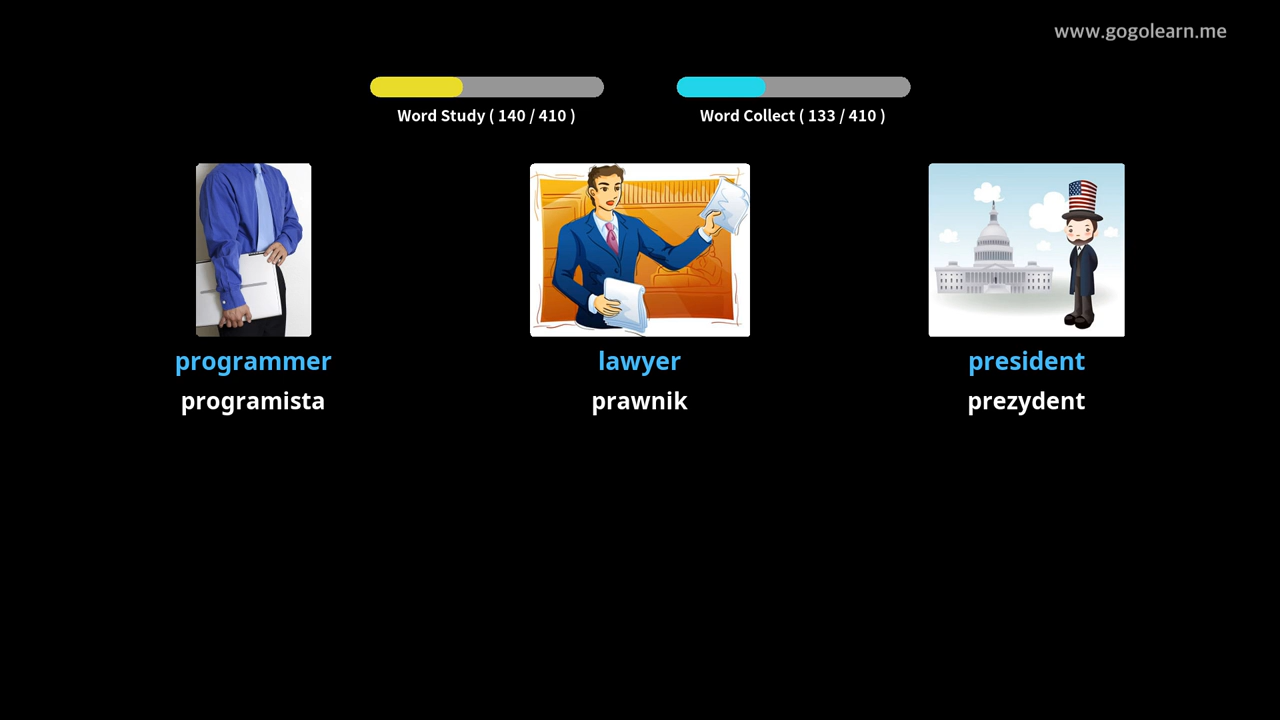 www.gogolearn.me
Word Study ( 140 / 410 )
Word Collect ( 133 / 410 )
programmer
lawyer
president
programista
prawnik
prezydent